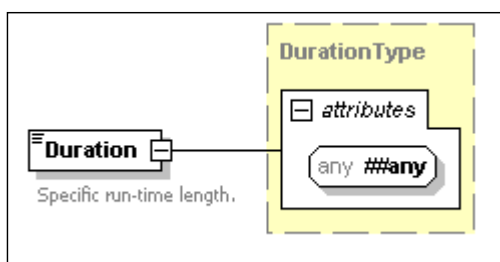 DurationType
attributes
Duration
any ##any
Specific run-time length.